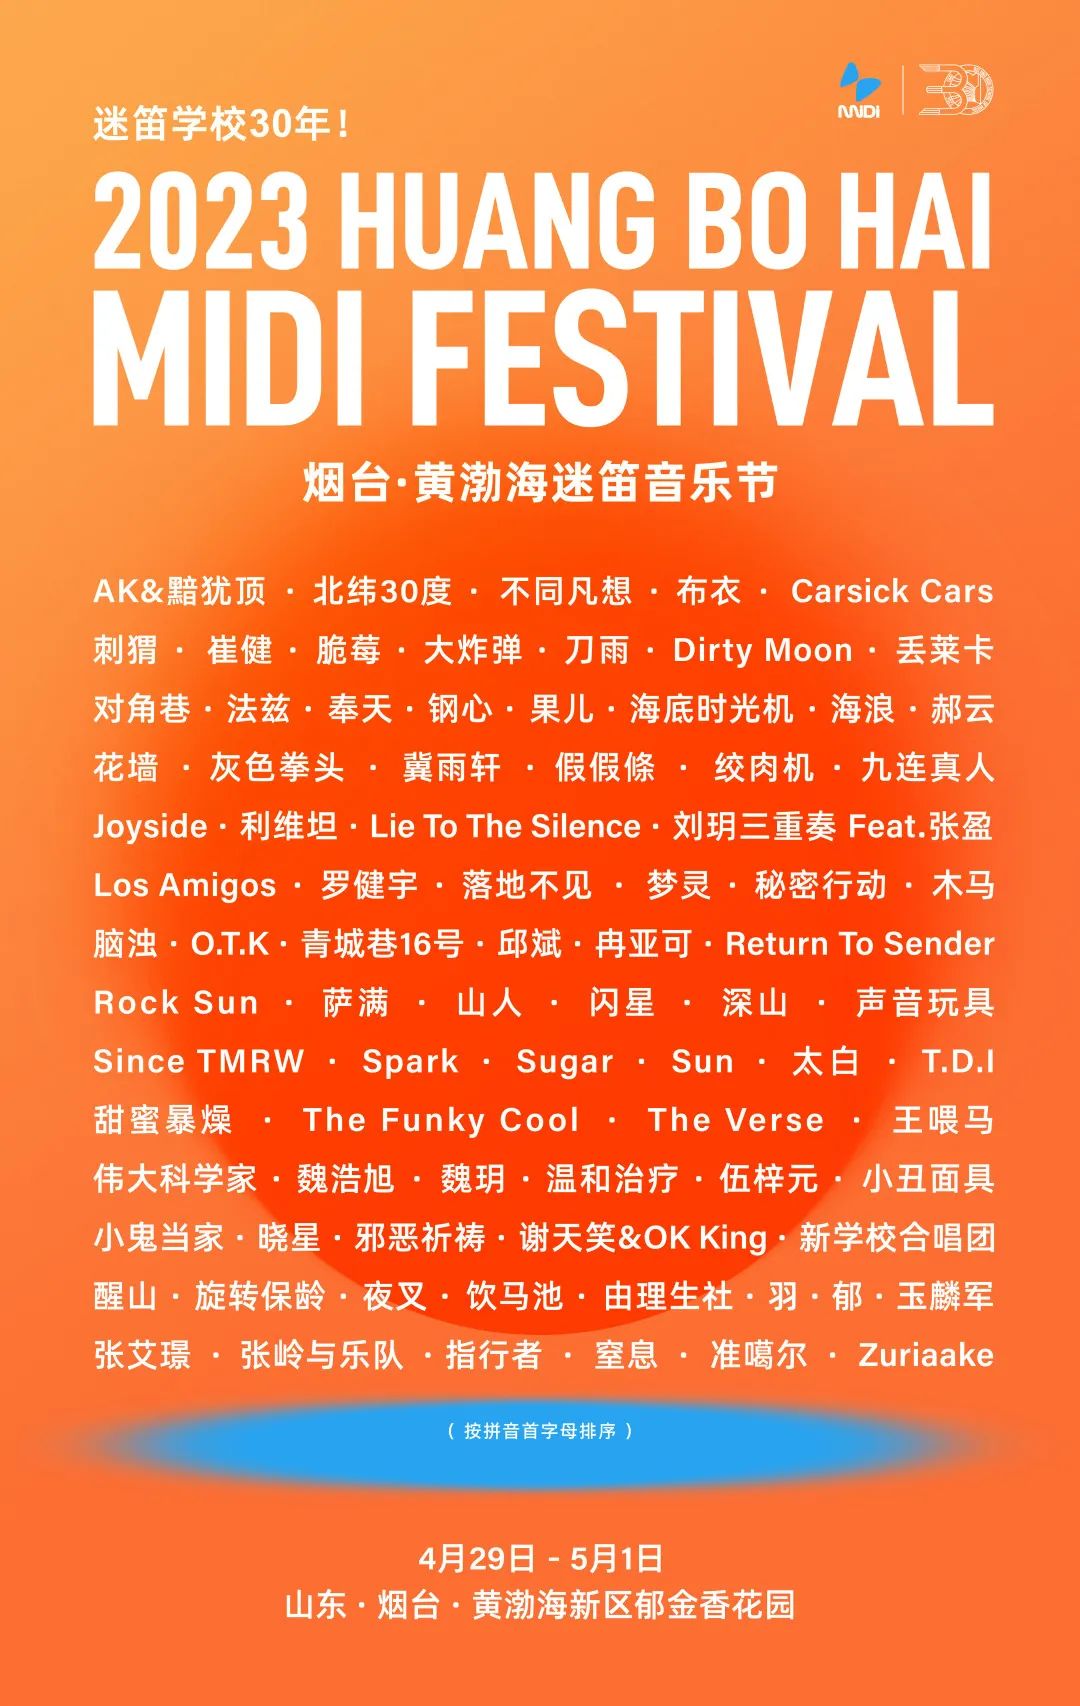 MIDI
30
迷笛学校30年！
2023 HUANG BO HAI
MIDI FESTIVAL
烟台·黄渤海迷笛音乐节
AK&黯犹顶 · 北纬30度 · 不同凡想 · 布衣 · Carsick Cars
刺猬 · 崔健 · 脆莓 · 大炸弹 · 刀雨 · Dirty Moon · 丢莱卡
对角巷 · 法兹 · 奉天 · 钢心 · 果儿 · 海底时光机 · 海浪 · 郝云
花墙 · 灰色拳头 · 冀雨轩 · 假假條 · 绞肉机 · 九连真人
Joyside · 利维坦 · Lie To The Silence · 刘玥三重奏 Feat.张盈
Los Amigos · 罗健宇 · 落地不见 · 梦灵 · 秘密行动 · 木马
脑浊 · O.T.K · 青城巷16号 · 邱斌 · 冉亚可 · Return To Sender
Rock Sun · 萨满 · 山人 · 闪星 · 深山 · 声音玩具
Since TMRW · Spark · Sugar · Sun · 太白 · T.D.I
甜蜜暴燥 · The Funky Cool · The Verse · 王喂马
伟大科学家 · 魏浩旭 · 魏玥 · 温和治疗 · 伍梓元 · 小丑面具
小鬼当家 · 晓星 · 邪恶祈祷 · 谢天笑&OK King · 新学校合唱团
醒山 · 旋转保龄 · 夜叉 · 饮马池 · 由理生社 · 羽 · 郁 · 玉麟军
张艾璟 · 张岭与乐队 · 指行者 · 窒息 · 准噶尔 · Zuriaake
（ 按拼音首字母排序 ）
4月29日 - 5月1日
山东 · 烟台 · 黄渤海新区郁金香花园